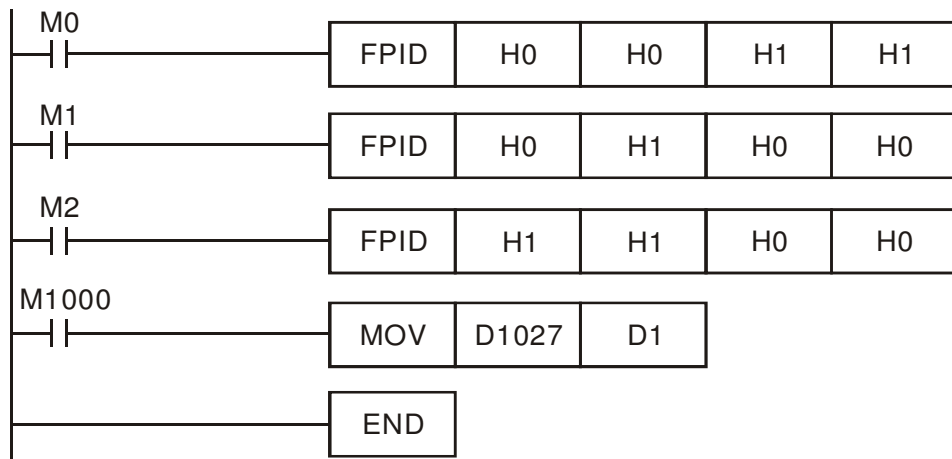 M0
FPID H0 H0 H1 H1
M1
FPID H0 H1 H0 H0
M2
FPID H1 H1 H0 H0
M1000
MOV D1027 D1
END